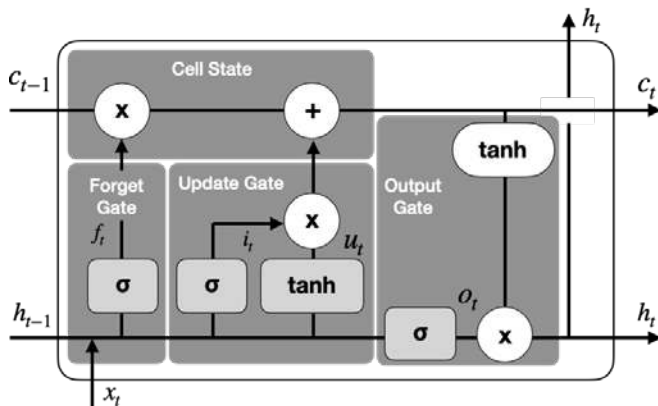 h_t
c_{t-1}
Cell State
c_t
x
+
tanh
Forget
Gate
Update Gate
Output
Gate
x
f_t
i_t
u_t
σ
σ
tanh
o_t
h_{t-1}
σ
x
h_t
x_t